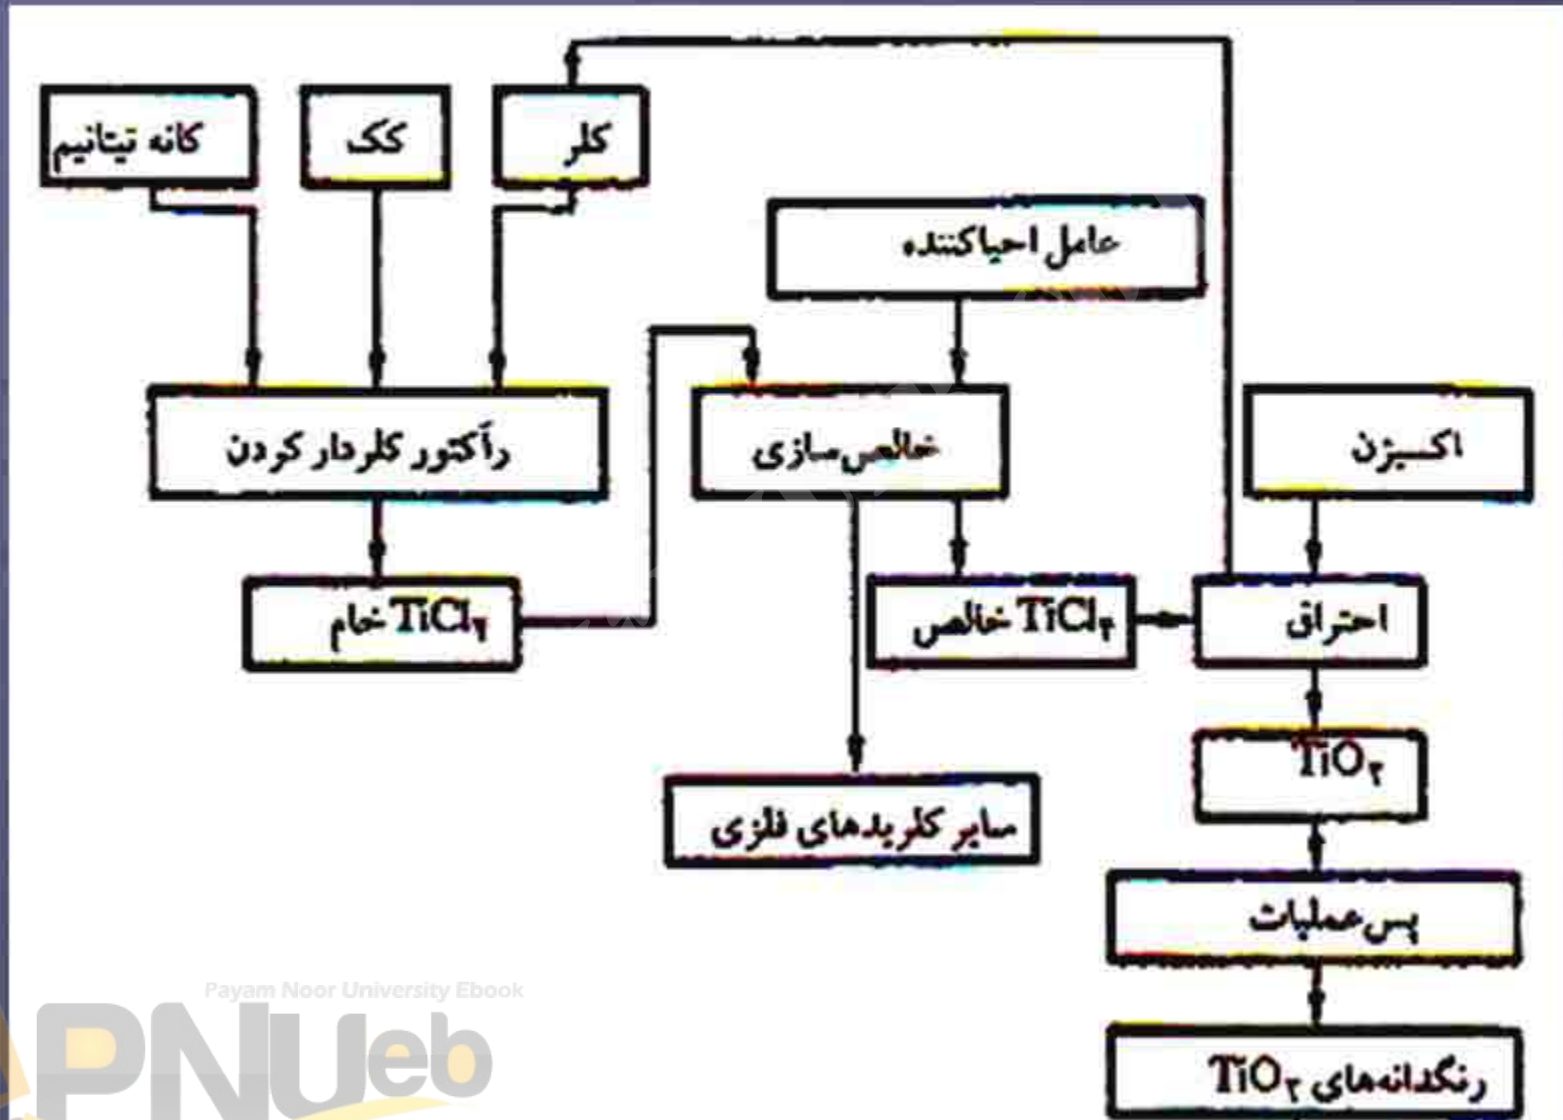 کانه تیتانیم
کک
کلر
عامل احیاکننده
رآکتور کلردار کردن
خالص‌سازی
اکسیژن
TiCl۴ خام
TiCl۴ خالص
احتراق
TiO۲
سایر کلریدهای فلزی
پس‌عملیات
رنگدانه‌های TiO۲
Payam Noor University Ebook
PNUeb